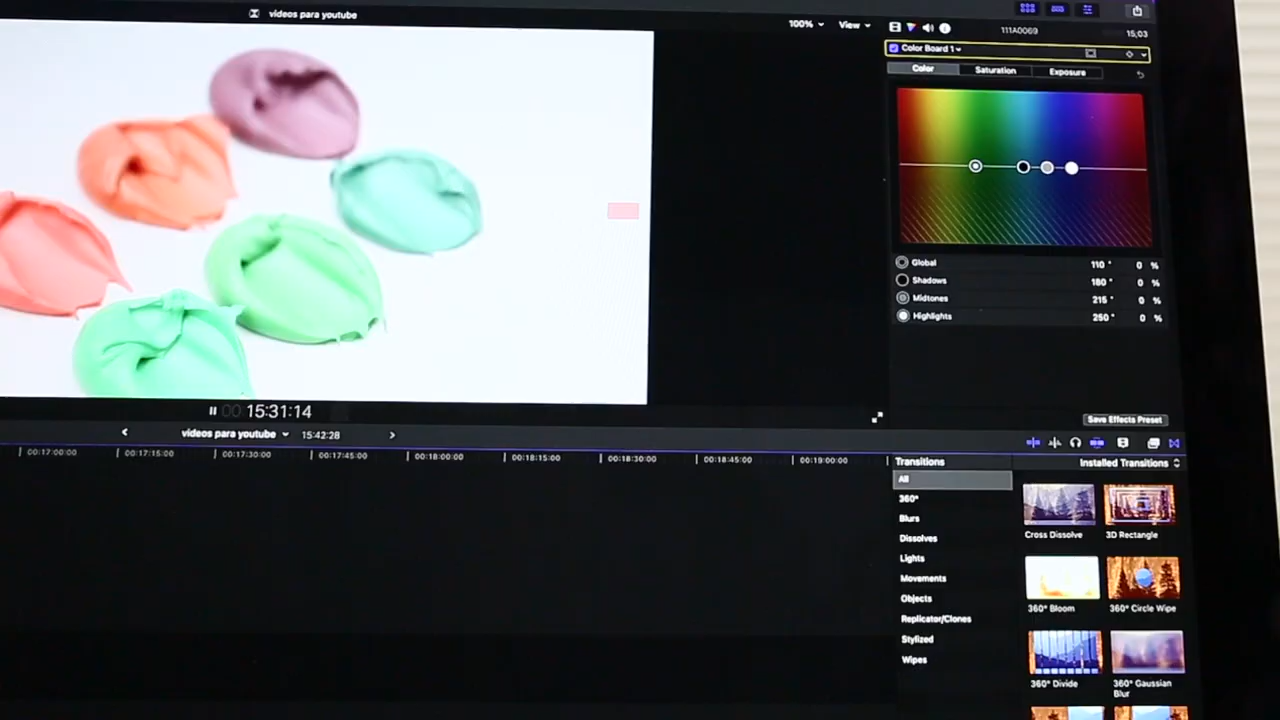 videos para youtube
100%
View
111A0069
15;03
Color Board 1
Color
Saturation
Exposure
Global 110 ° 0 %
Shadows 180 ° 0 %
Midtones 215 ° 0 %
Highlights 250 ° 0 %
Save Effects Preset
00 15:31:14
videos para youtube 15:42:28
00:17:00:00 00:17:15:00 00:17:30:00 00:17:45:00 00:18:00:00 00:18:15:00 00:18:30:00 00:18:45:00 00:19:00:00
Transitions
Installed Transitions
All
360°
Blurs
Dissolves
Lights
Movements
Objects
Replicator/Clones
Stylized
Wipes
Cross Dissolve
3D Rectangle
360° Bloom
360° Circle Wipe
360° Divide
360° Gaussian
Blur